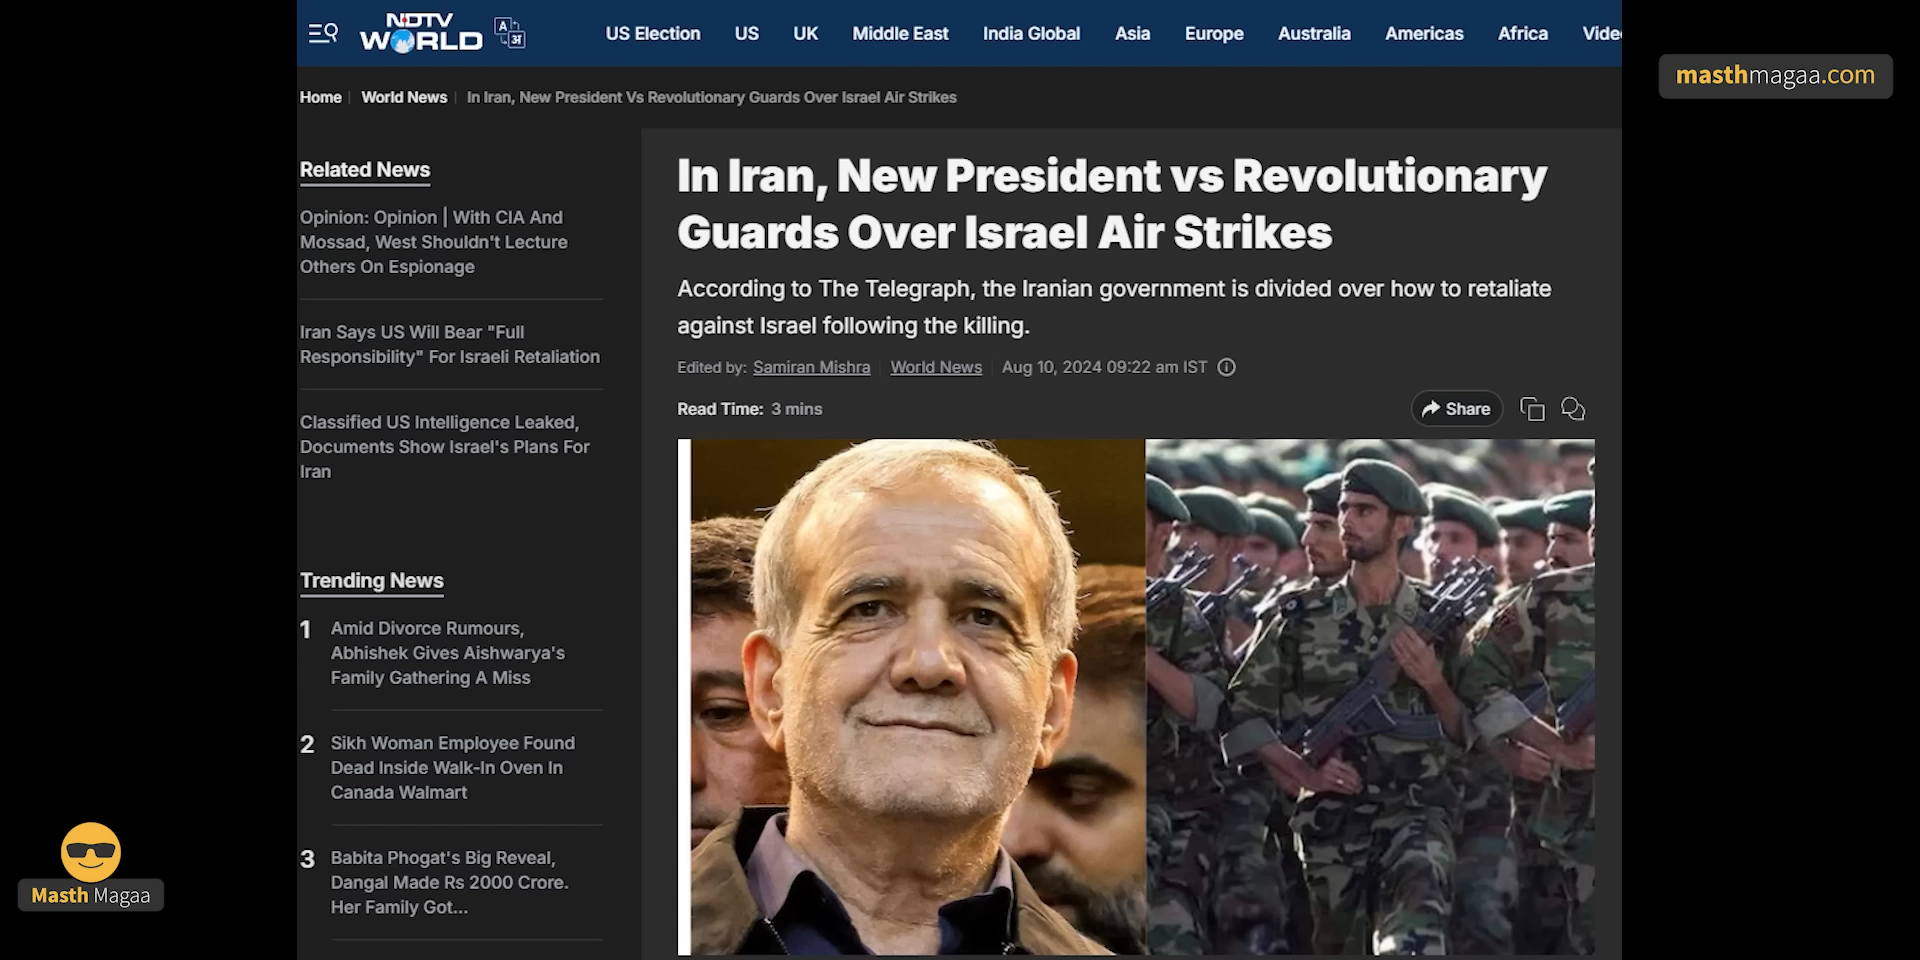 NDTV
WORLD
A
अ
US Election
US
UK
Middle East
India Global
Asia
Europe
Australia
Americas
Africa
masthmagaa.com
Home
World News
In Iran, New President Vs Revolutionary Guards Over Israel Air Strikes
Related News
Opinion: Opinion | With CIA And
Mossad, West Shouldn't Lecture
Others On Espionage
Iran Says US Will Bear "Full
Responsibility" For Israeli Retaliation
Classified US Intelligence Leaked,
Documents Show Israel's Plans For
Iran
Trending News
1 Amid Divorce Rumours,
Abhishek Gives Aishwarya's
Family Gathering A Miss
2 Sikh Woman Employee Found
Dead Inside Walk-In Oven In
Canada Walmart
3 Babita Phogat's Big Reveal,
Dangal Made Rs 2000 Crore.
Her Family Got...
In Iran, New President vs Revolutionary
Guards Over Israel Air Strikes
According to The Telegraph, the Iranian government is divided over how to retaliate
against Israel following the killing.
Edited by: Samiran Mishra World News Aug 10, 2024 09:22 am IST
Read Time: 3 mins
Share
Masth Magaa